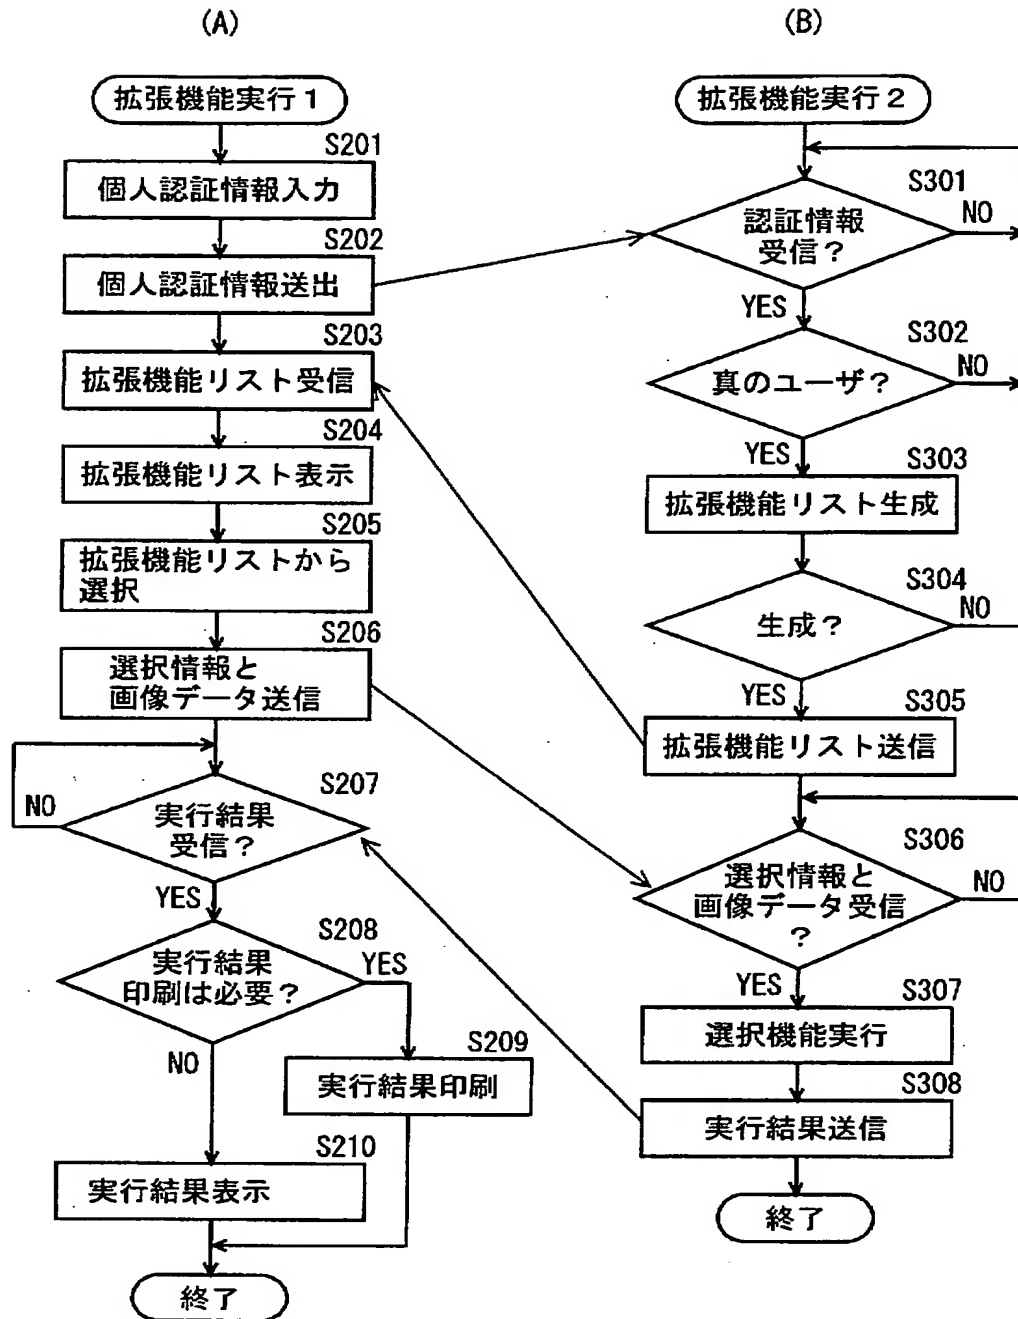 (A)
拡張機能実行1
S201
個人認証情報入力
S202
個人認証情報送出
S203
拡張機能リスト受信
S204
拡張機能リスト表示
S205
拡張機能リストから
選択
S206
選択情報と
画像データ送信
S207
実行結果
受信?
NO
YES
S208
実行結果
印刷は必要?
YES
NO
S209
実行結果印刷
S210
実行結果表示
終了
(B)
拡張機能実行2
S301
認証情報
受信?
NO
YES
S302
真のユーザ?
NO
YES
S303
拡張機能リスト生成
S304
生成?
NO
YES
S305
拡張機能リスト送信
S306
選択情報と
画像データ受信
?
NO
YES
S307
選択機能実行
S308
実行結果送信
終了